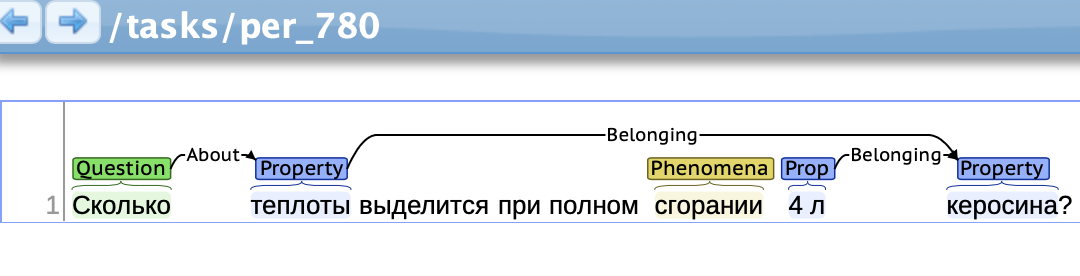 /tasks/per_780
Belonging
Question About Property Phenomena Prop Belonging Property
1 Сколько теплоты выделится при полном сгорании 4 л керосина?